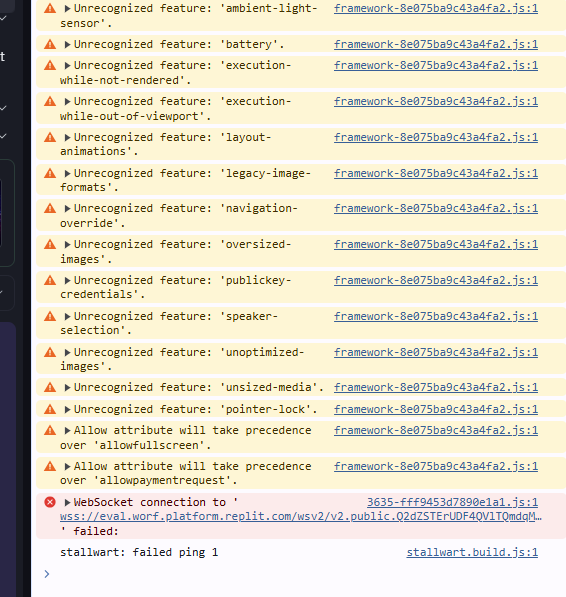 t
Unrecognized feature: 'ambient-light- framework-8e075ba9c43a4fa2.js:1
sensor'.
Unrecognized feature: 'battery'. framework-8e075ba9c43a4fa2.js:1
Unrecognized feature: 'execution- framework-8e075ba9c43a4fa2.js:1
while-not-rendered'.
Unrecognized feature: 'execution- framework-8e075ba9c43a4fa2.js:1
while-out-of-viewport'.
Unrecognized feature: 'layout- framework-8e075ba9c43a4fa2.js:1
animations'.
Unrecognized feature: 'legacy-image- framework-8e075ba9c43a4fa2.js:1
formats'.
Unrecognized feature: 'navigation- framework-8e075ba9c43a4fa2.js:1
override'.
Unrecognized feature: 'oversized- framework-8e075ba9c43a4fa2.js:1
images'.
Unrecognized feature: 'publickey- framework-8e075ba9c43a4fa2.js:1
credentials'.
Unrecognized feature: 'speaker- framework-8e075ba9c43a4fa2.js:1
selection'.
Unrecognized feature: 'unoptimized- framework-8e075ba9c43a4fa2.js:1
images'.
Unrecognized feature: 'unsized-media'. framework-8e075ba9c43a4fa2.js:1
Unrecognized feature: 'pointer-lock'. framework-8e075ba9c43a4fa2.js:1
Allow attribute will take precedence framework-8e075ba9c43a4fa2.js:1
over 'allowfullscreen'.
Allow attribute will take precedence framework-8e075ba9c43a4fa2.js:1
over 'allowpaymentrequest'.
WebSocket connection to ' 3635-fff9453d7890e1a1.js:1
wss://eval.worf.platform.replit.com/wsv2/v2.public.Q2dZSTErUDF4QVlTQmdqM…
' failed:
stallwart: failed ping 1 stallwart.build.js:1